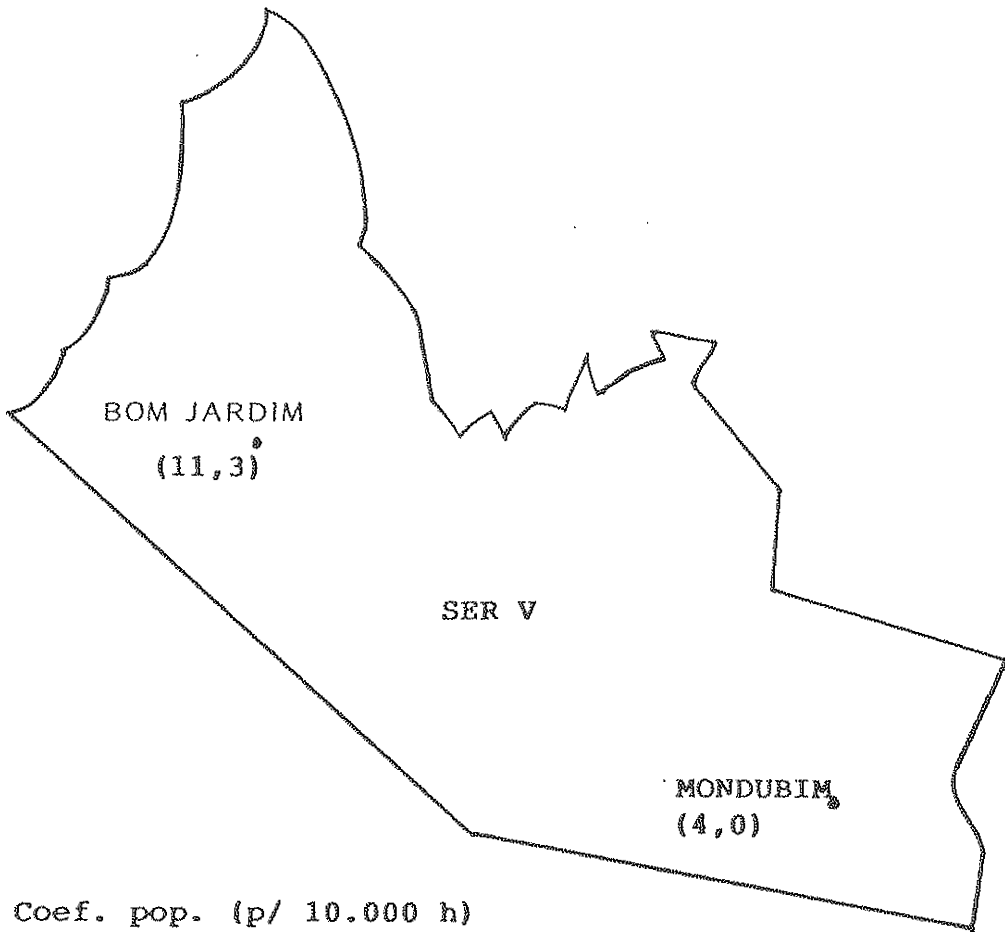 BOM JARDIM
(11,3)
SER V
MONDUBIM
(4,0)
Coef. pop. (p/ 10.000 h)